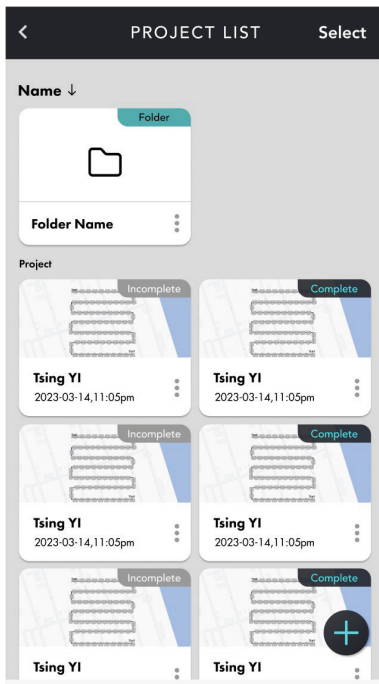 PROJECT LIST Select
Name ↓
Folder
Folder Name
Project
Incomplete Complete
Tsing YI Tsing YI
2023-03-14,11:05pm 2023-03-14,11:05pm
Incomplete Complete
Tsing YI Tsing YI
2023-03-14,11:05pm 2023-03-14,11:05pm
Incomplete Complete
Tsing YI Tsing YI